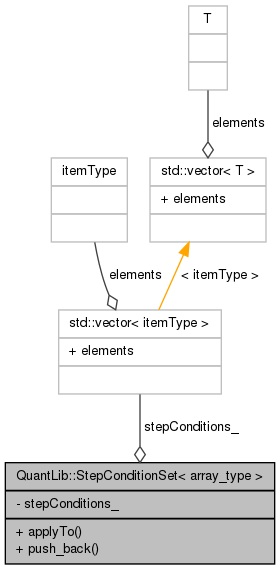 T
elements
itemType
std::vector< T >
+ elements
elements
< itemType >
std::vector< itemType >
+ elements
stepConditions_
QuantLib::StepConditionSet< array_type >
- stepConditions_
+ applyTo()
+ push_back()